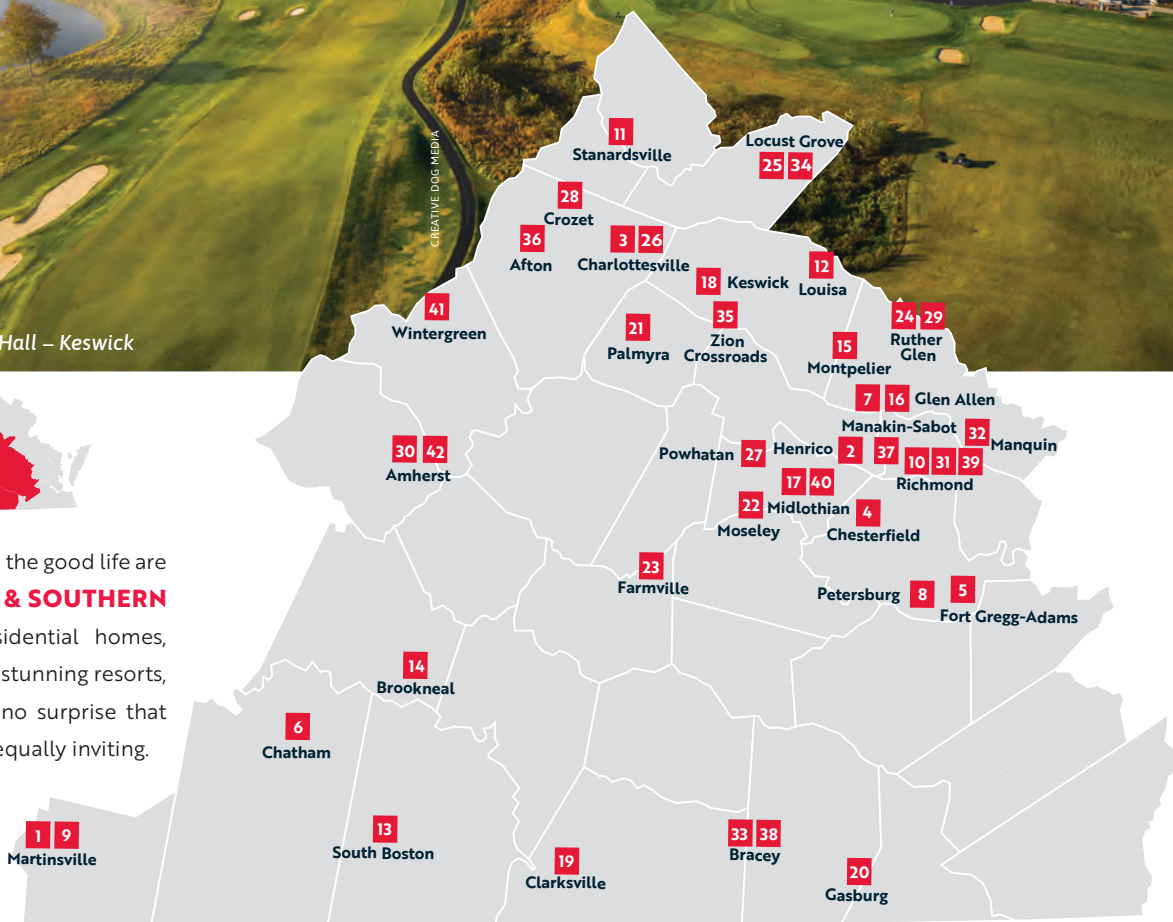 CREATIVE DOG MEDIA
Hall – Keswick
the good life are
& SOUTHERN
sidential homes,
stunning resorts,
no surprise that
equally inviting.
11
Stanardsville
Locust Grove
25 34
28
Crozet
36
Afton
3 26
Charlottesville
18 Keswick
12
Louisa
41
Wintergreen
21
Palmyra
35
Zion
Crossroads
24 29
Ruther
Glen
15
Montpelier
7 16 Glen Allen
Manakin-Sabot
37
32 Manquin
30 42
Amherst
Powhatan 27
Henrico 2
10 31 39
Richmond
17 40
Midlothian
22
Moseley
4
Chesterfield
23
Farmville
Petersburg 8
5
Fort Gregg-Adams
14
Brookneal
6
Chatham
1 9
Martinsville
13
South Boston
19
Clarksville
33 38
Bracey
20
Gasburg